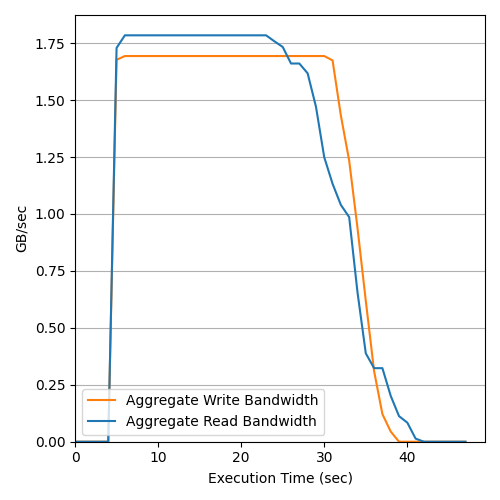 1.75
1.50
1.25
1.00
0.75
0.50
0.25
0.00
GB/sec
Aggregate Write Bandwidth
Aggregate Read Bandwidth
0 10 20 30 40
Execution Time (sec)